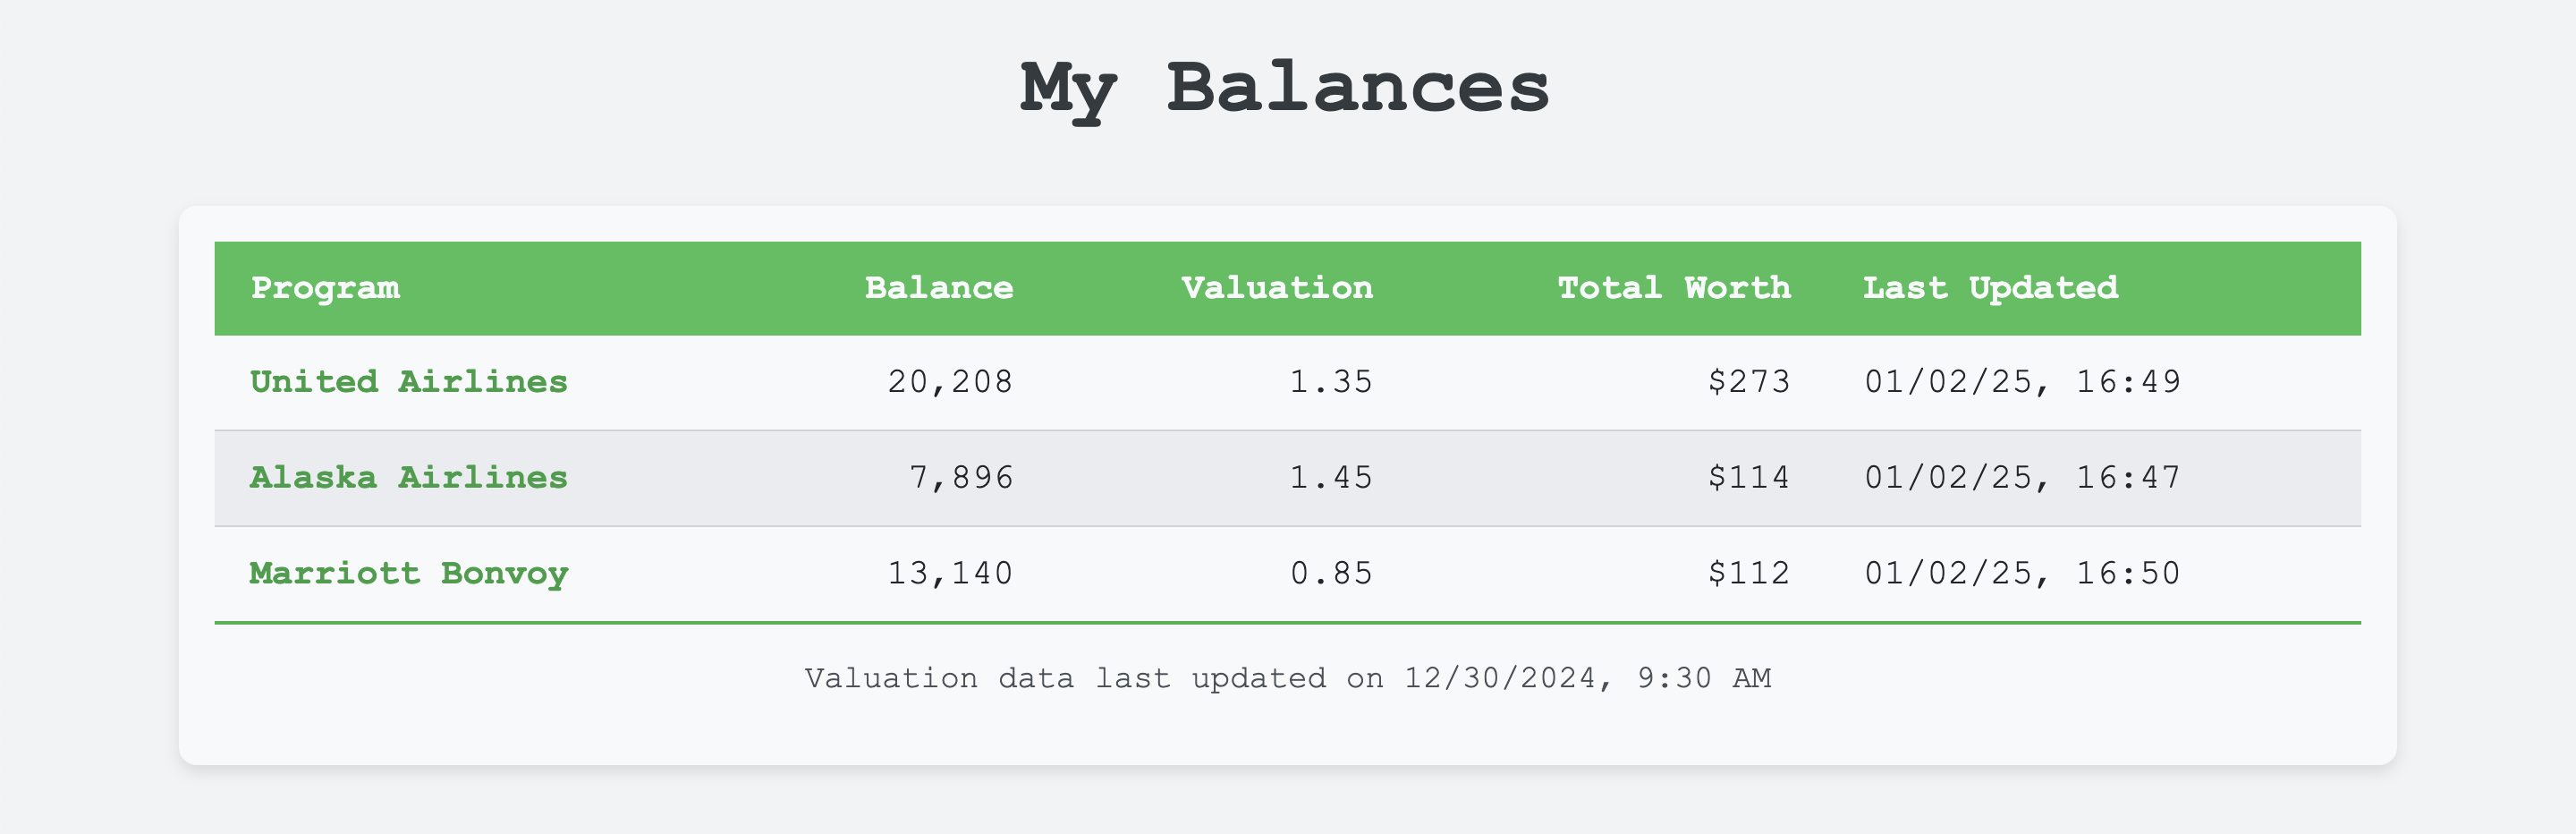 My Balances
Program Balance Valuation Total Worth Last Updated
United Airlines 20,208 1.35 $273 01/02/25, 16:49
Alaska Airlines 7,896 1.45 $114 01/02/25, 16:47
Marriott Bonvoy 13,140 0.85 $112 01/02/25, 16:50
Valuation data last updated on 12/30/2024, 9:30 AM